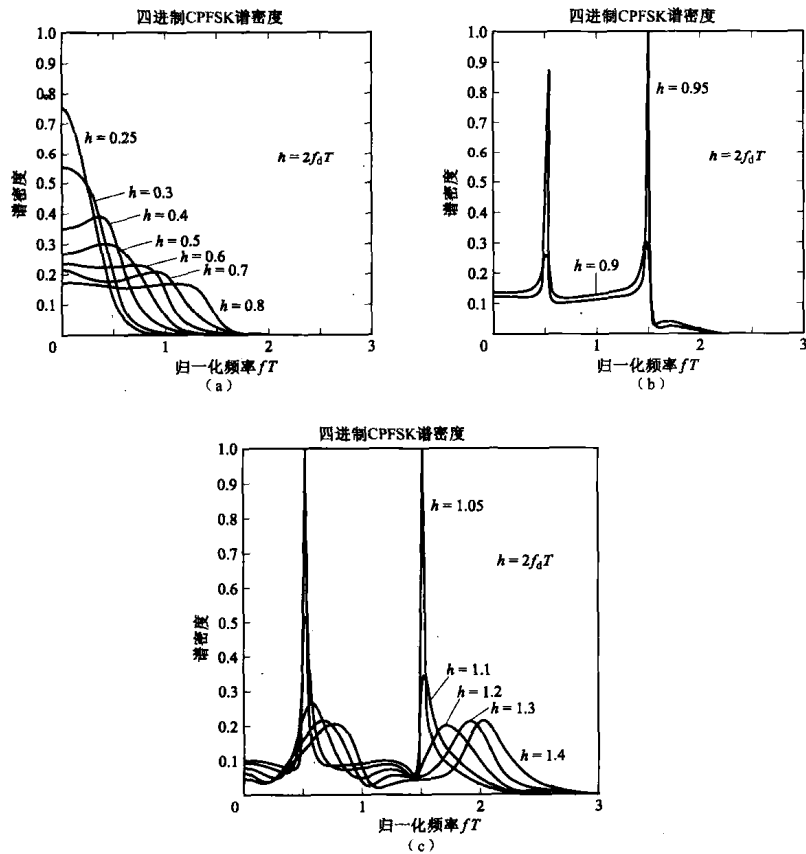 四进制CPFSK谱密度
1.0
0.9
0.8
0.7
0.6
0.5
0.4
0.3
0.2
0.1
h = 0.25
h = 2f_dT
h = 0.3
h = 0.4
h = 0.5
h = 0.6
h = 0.7
h = 0.8
谱密度
0
1
2
3
归一化频率fT
（a）
四进制CPFSK谱密度
1.0
0.9
0.8
0.7
0.6
0.5
0.4
0.3
0.2
0.1
h = 0.95
h = 2f_dT
h = 0.9
谱密度
0
1
2
3
归一化频率fT
（b）
四进制CPFSK谱密度
1.0
0.9
0.8
0.7
0.6
0.5
0.4
0.3
0.2
0.1
h = 1.05
h = 2f_dT
h = 1.1
h = 1.2
h = 1.3
h = 1.4
谱密度
0
1
2
3
归一化频率fT
（c）